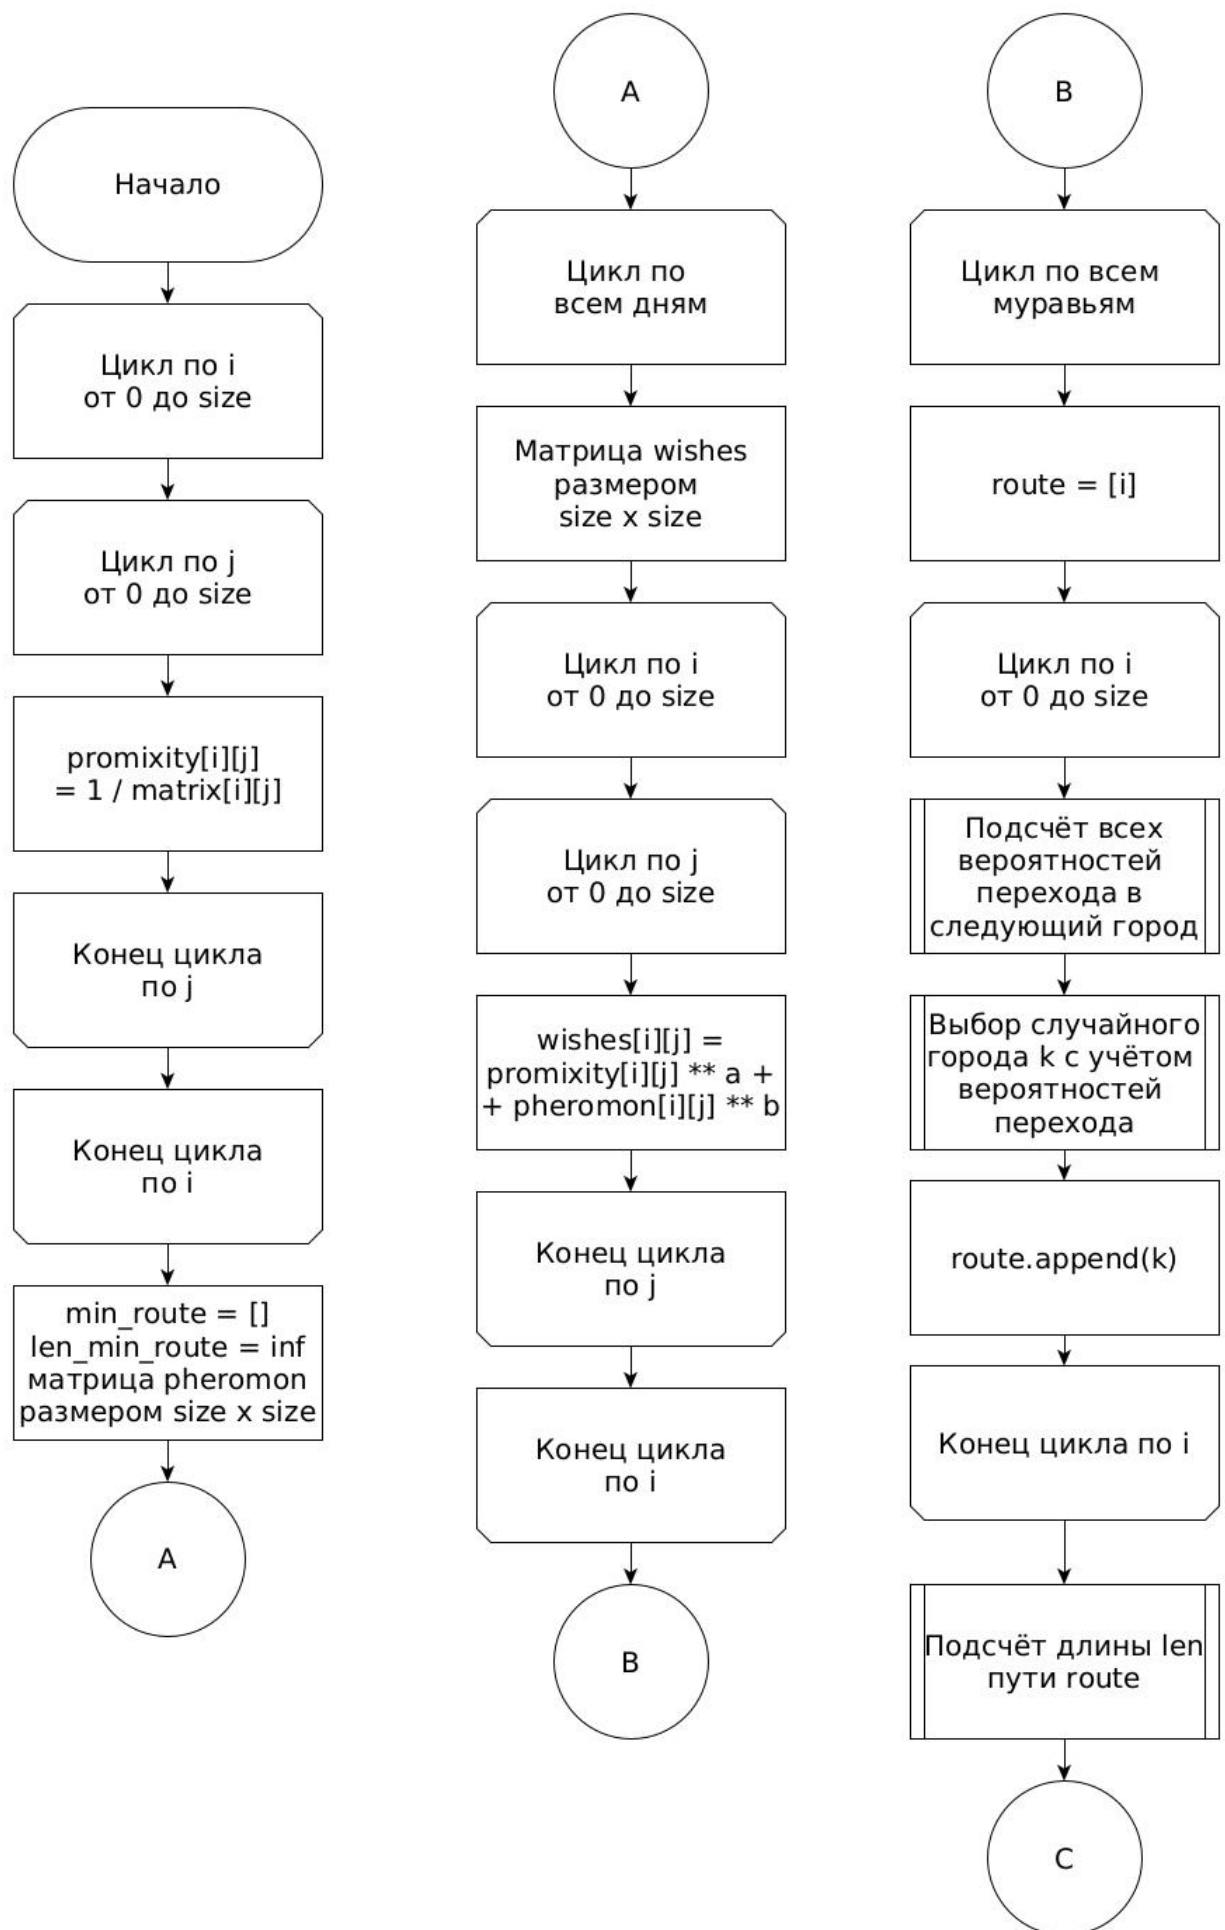 Начало
Цикл по i
от 0 до size
Цикл по j
от 0 до size
promixity[i][j]
= 1 / matrix[i][j]
Конец цикла
по j
Конец цикла
по i
min_route = []
len_min_route = inf
матрица pheromon
размером size x size
A
A
Цикл по
всем дням
Матрица wishes
размером
size x size
Цикл по i
от 0 до size
Цикл по j
от 0 до size
wishes[i][j] =
promixity[i][j] ** a +
+ pheromon[i][j] ** b
Конец цикла
по j
Конец цикла
по i
B
B
Цикл по всем
муравьям
route = [i]
Цикл по i
от 0 до size
Подсчёт всех
вероятностей
перехода в
следующий город
Выбор случайного
города k с учётом
вероятностей
перехода
route.append(k)
Конец цикла по i
Подсчёт длины len
пути route
C